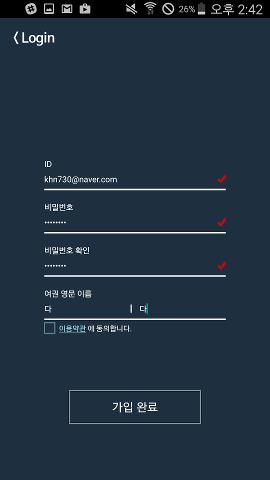 26% 오후 2:42
Login
ID
khn730@naver.com
비밀번호
비밀번호 확인
여권 영문 이름
다 다
이용약관 에 동의합니다.
가입 완료